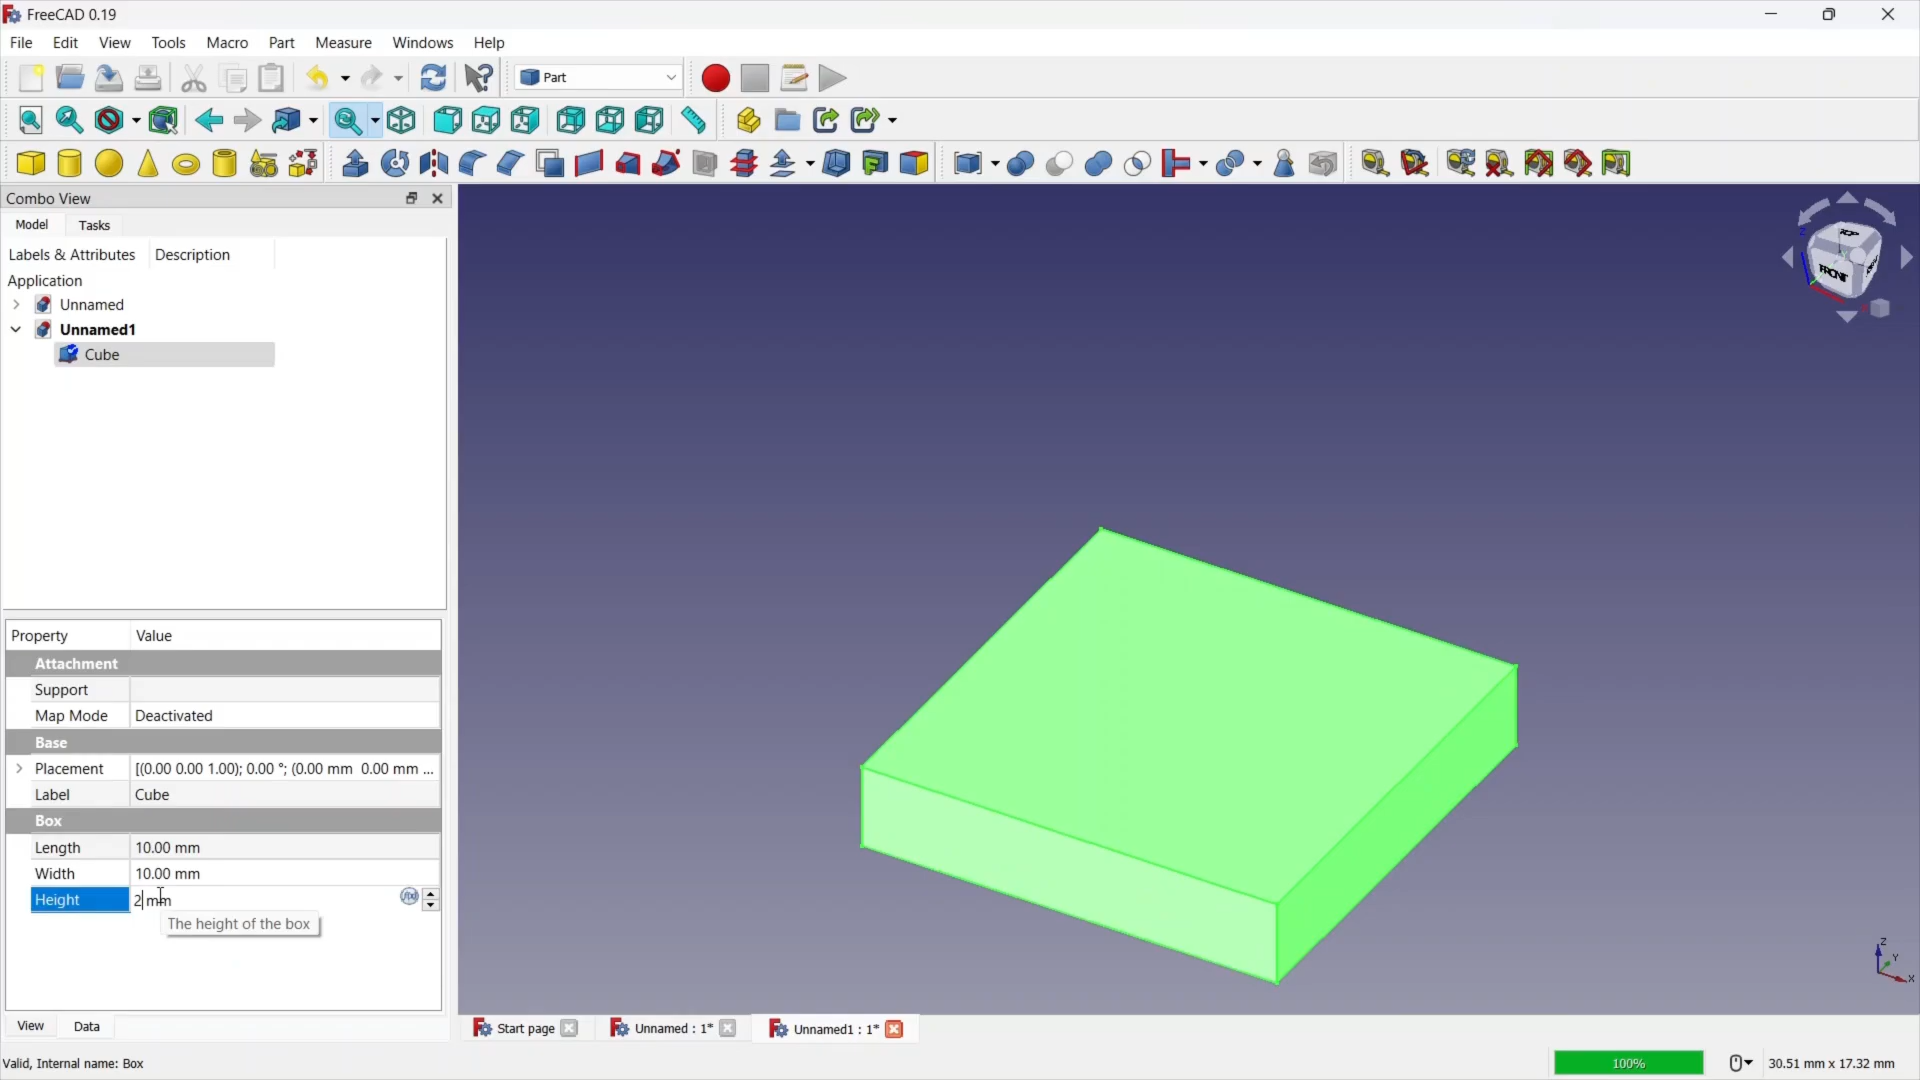 FreeCAD 0.19
File Edit View Tools Macro Part Measure Windows Help
Part
Combo View
Model Tasks
Labels & Attributes Description
Application
Unnamed
Unnamed1
Cube
TOP
FRONT
Z
Property Value
Attachment
Support
Map Mode Deactivated
Base
Placement [(0.00 0.00 1.00); 0.00 °; (0.00 mm 0.00 mm ...
Label Cube
Box
Length 10.00 mm
Width 10.00 mm
Height 2 mm
The height of the box
Z
Y
X
View Data
Start page Unnamed : 1* Unnamed1 : 1*
Valid, Internal name: Box
100% 30.51 mm x 17.32 mm